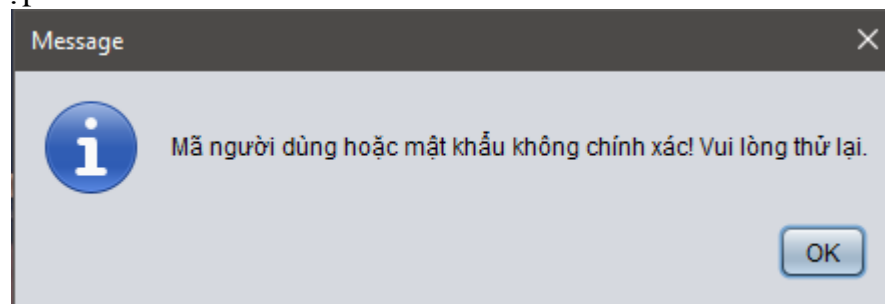 Message
Mã người dùng hoặc mật khẩu không chính xác! Vui lòng thử lại.
OK